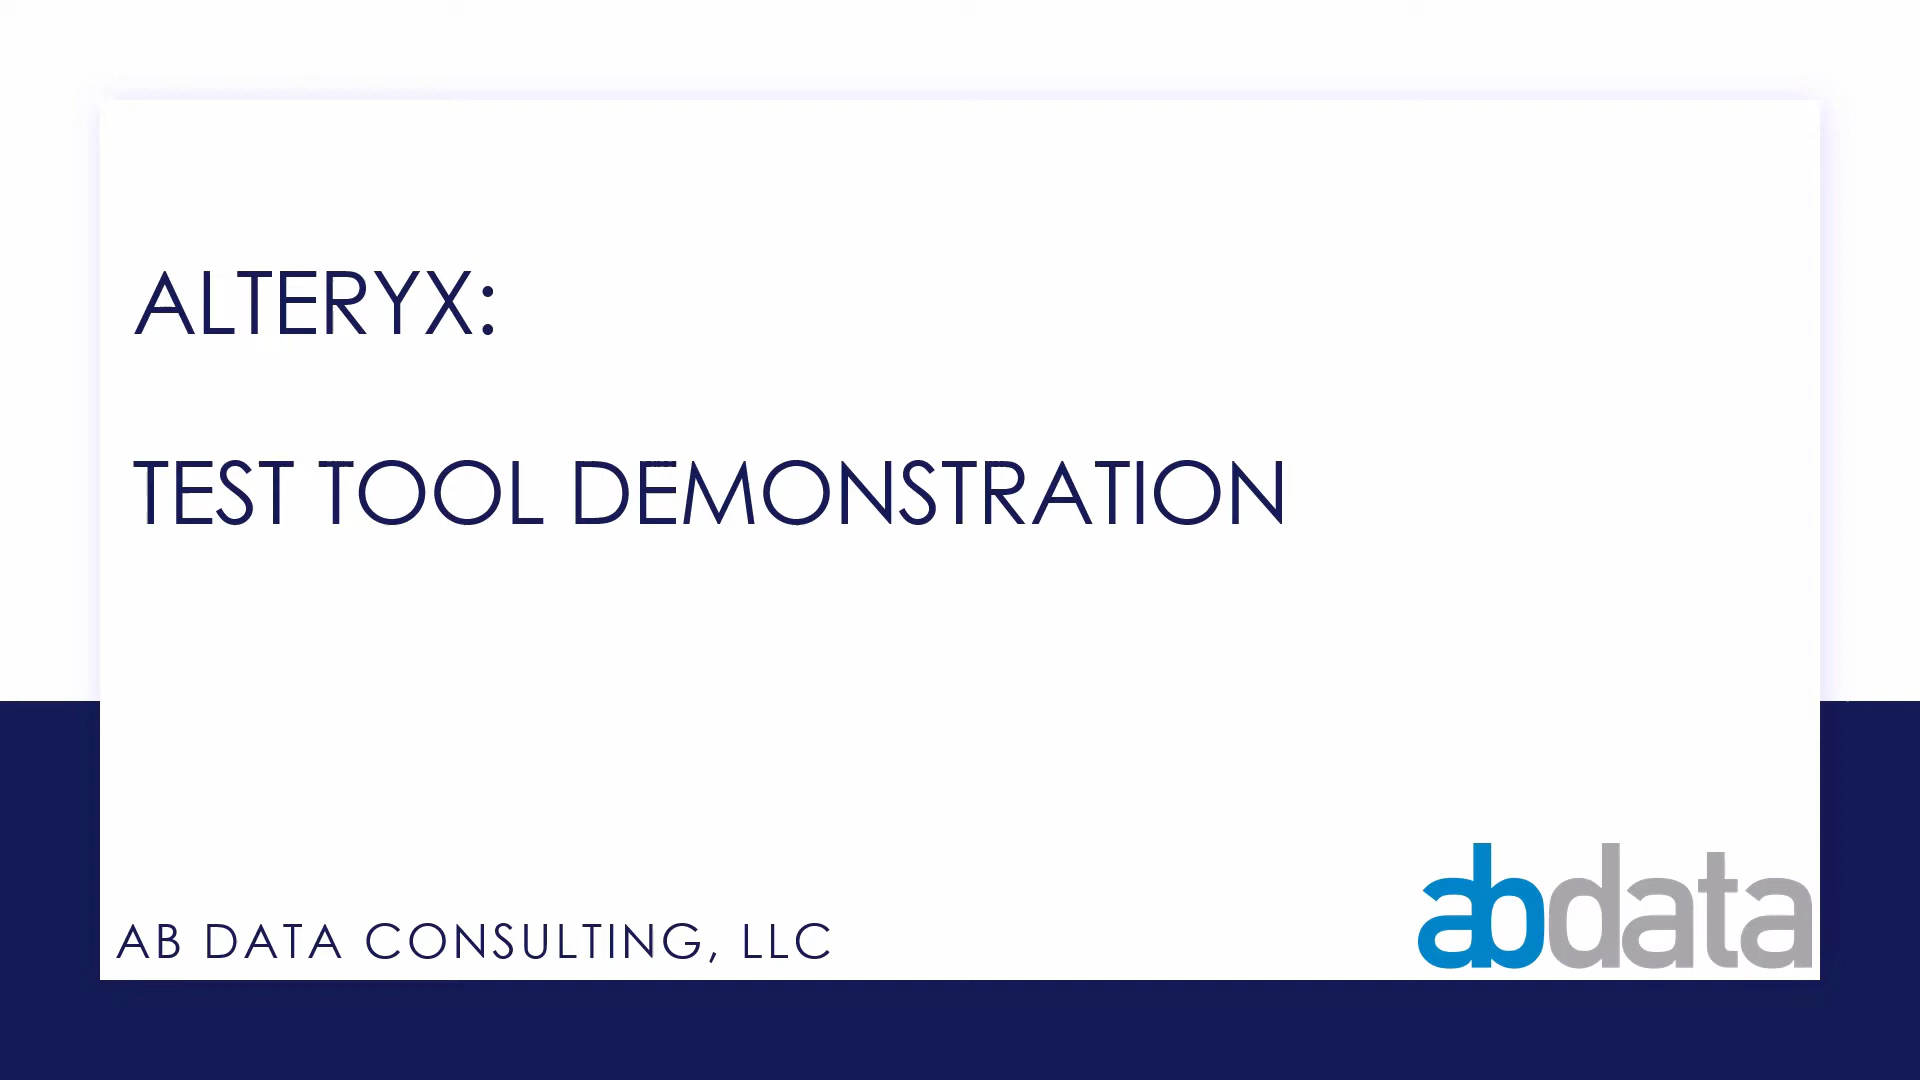 ALTERYX:
TEST TOOL DEMONSTRATION
AB DATA CONSULTING, LLC
abdata